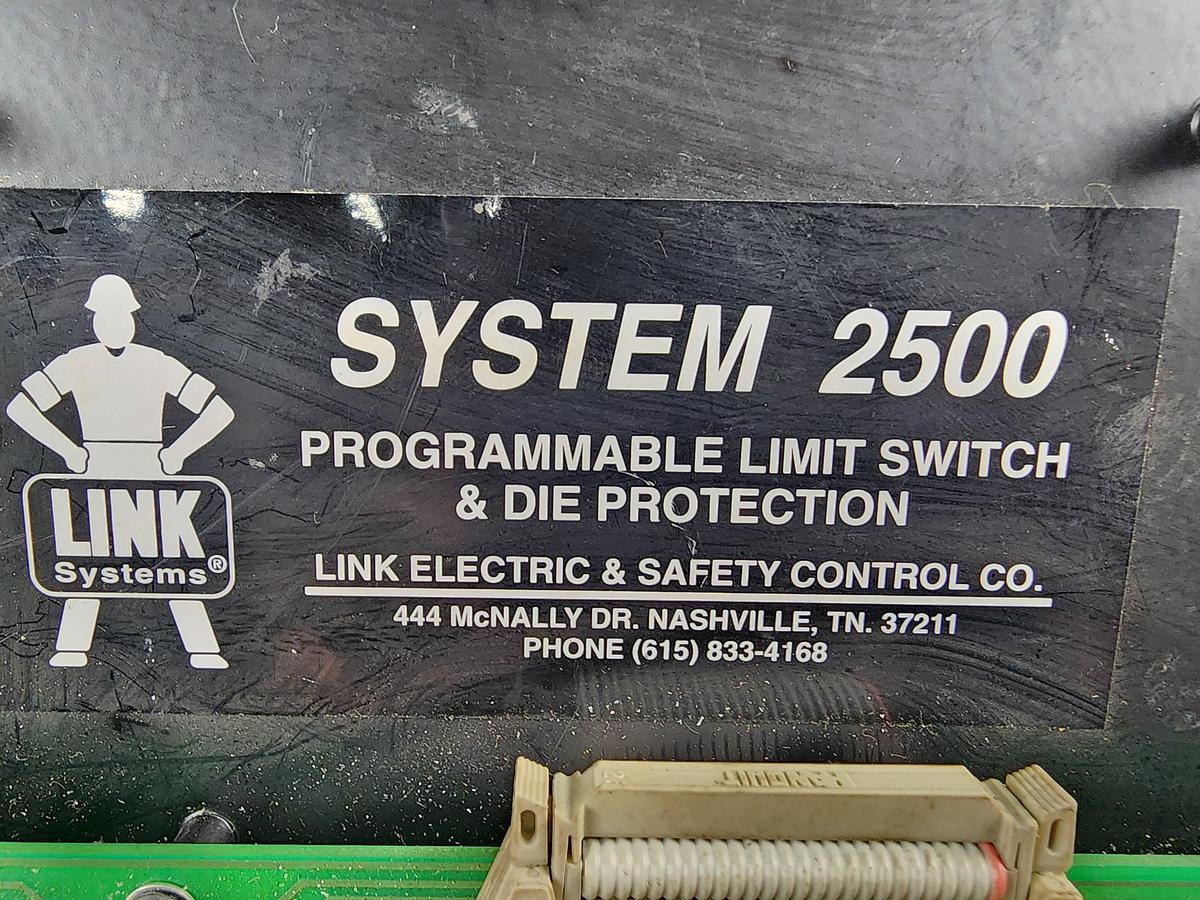 SYSTEM 2500
PROGRAMMABLE LIMIT SWITCH
& DIE PROTECTION
LINK ELECTRIC & SAFETY CONTROL CO.
444 McNALLY DR. NASHVILLE, TN. 37211
PHONE (615) 833-4168
LINK
Systems®